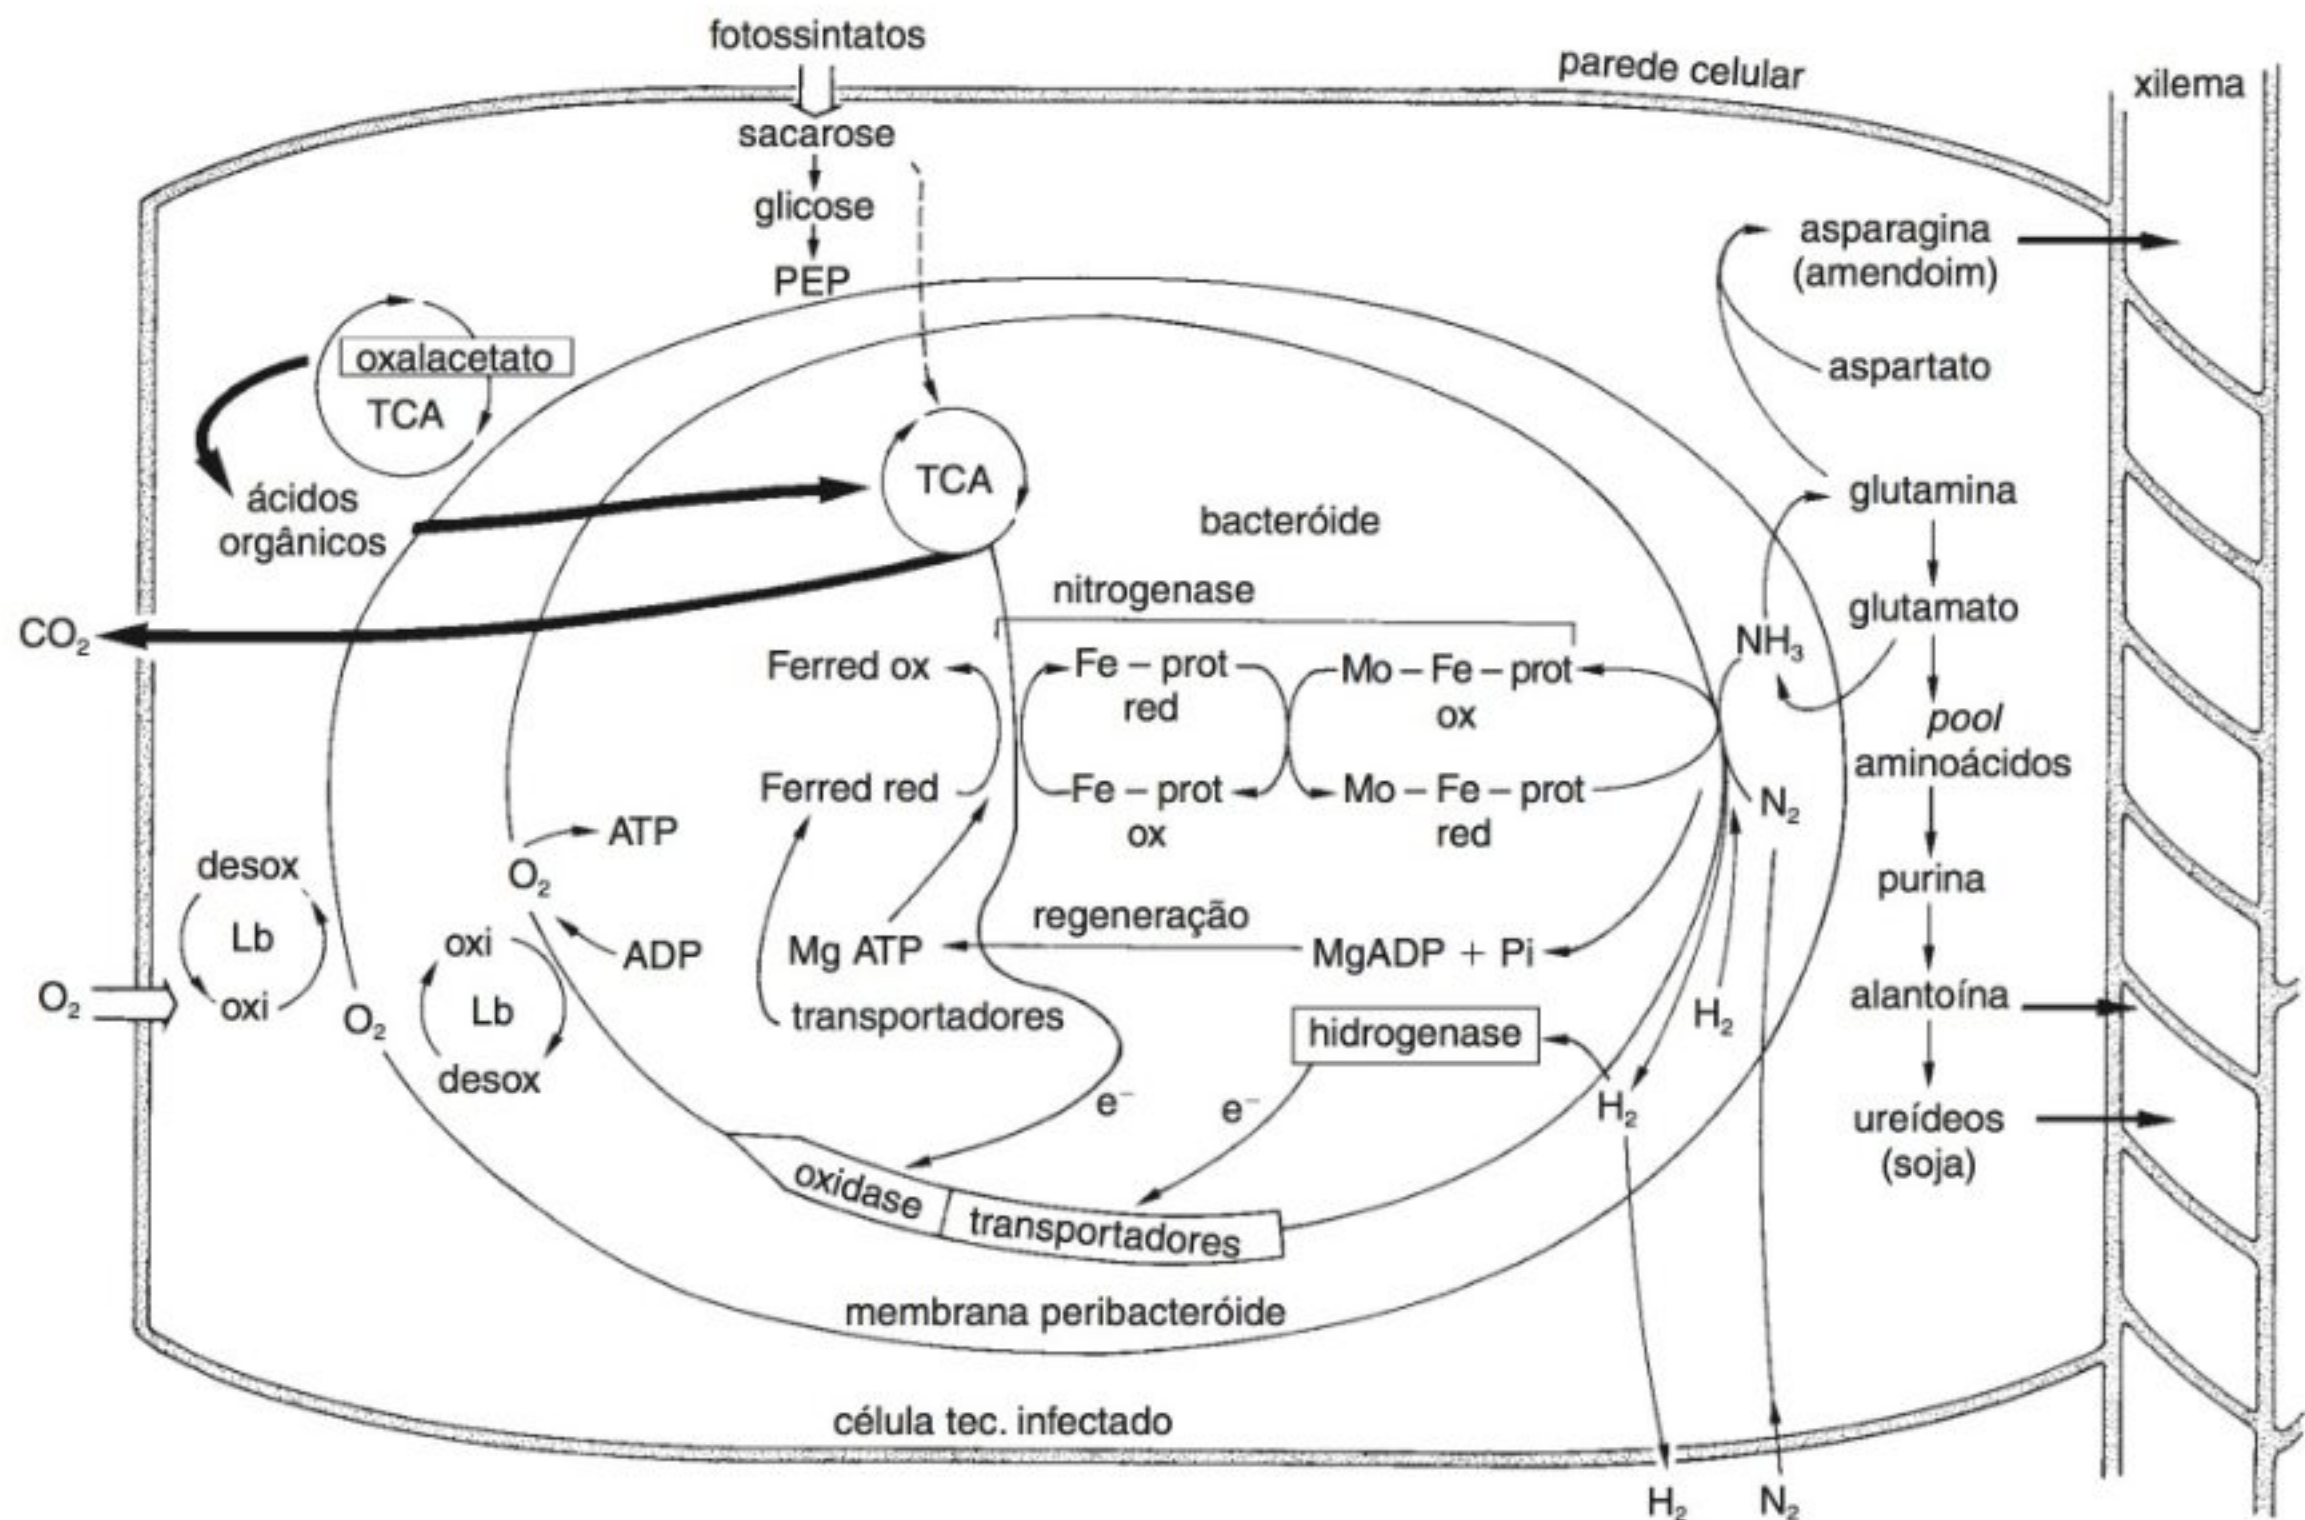 fotossintatos
parede celular
xilema
sacarose
glicose
PEP
asparagina
(amendoim)
oxalacetato
TCA
aspartato
TCA
ácidos
orgânicos
glutamina
bacteróide
nitrogenase
glutamato
CO₂
NH₃
Ferred ox
Fe – prot
red
Mo – Fe – prot
ox
pool
aminoácidos
Ferred red
Fe – prot
ox
Mo – Fe – prot
red
N₂
ATP
O₂
desox
Lb
oxi
purina
regeneração
oxi
Lb
desox
ADP
Mg ATP
MgADP + Pi
O₂
O₂
transportadores
hidrogenase
H₂
alantoína
e⁻
e⁻
H₂
ureídeos
(soja)
oxidase
transportadores
membrana peribacteróide
célula tec. infectado
H₂
N₂